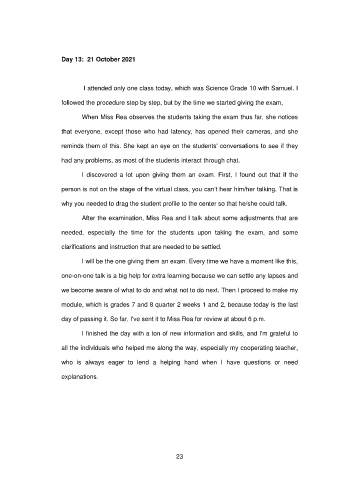 Day 13:  21 October 2021
I attended only one class today, which was Science Grade 10 with Samuel. I
followed the procedure step by step, but by the time we started giving the exam,
When Miss Rea observes the students taking the exam thus far, she notices
that everyone, except those who had latency, has opened their cameras, and she
reminds them of this. She kept an eye on the students' conversations to see if they
had any problems, as most of the students interact through chat.
I discovered a lot upon giving them an exam. First, I found out that if the
person is not on the stage of the virtual class, you can't hear him/her talking. That is
why you needed to drag the student profile to the center so that he/she could talk.
After the examination, Miss Rea and I talk about some adjustments that are
needed, especially the time for the students upon taking the exam, and some
clarifications and instruction that are needed to be settled.
I will be the one giving them an exam. Every time we have a moment like this,
one-on-one talk is a big help for extra learning because we can settle any lapses and
we become aware of what to do and what not to do next. Then I proceed to make my
module, which is grades 7 and 8 quarter 2 weeks 1 and 2, because today is the last
day of passing it. So far, I've sent it to Miss Rea for review at about 6 p.m.
I finished the day with a ton of new information and skills, and I'm grateful to
all the individuals who helped me along the way, especially my cooperating teacher,
who is always eager to lend a helping hand when I have questions or need
explanations.
23